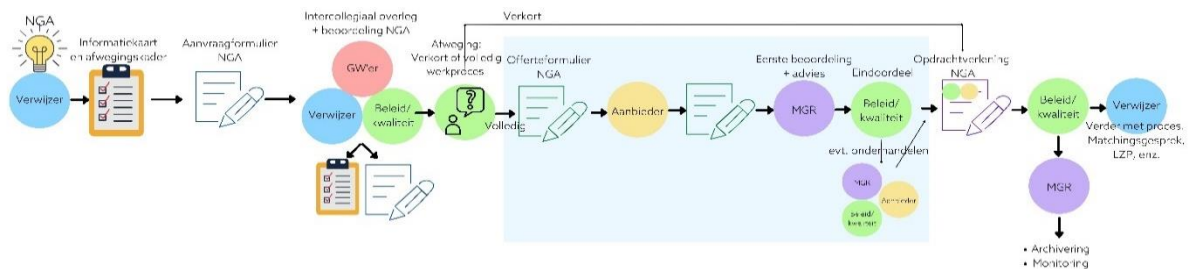 NGA
Verwijzer
Informatiekaart
en afwegingskader
Aanvraagformulier
NGA
Intercollegiaal overleg
+ beoordeling NGA
GW'er
Verwijzer
Beleid/
kwaliteit
Afweging:
Verkort of volledig
werkproces
Verkort
Volledig
Offerteformulier
NGA
Aanbieder
Eerste beoordeling
+ advies
MGR
Eindoordeel
Beleid/
kwaliteit
evt. onderhandelen
MGR
Aanbieder
Beleid/
kwaliteit
Opdrachtverlening
NGA
Beleid/
kwaliteit
Verwijzer
Verder met proces.
Matchingsgesprek,
LZP, enz.
MGR
• Archivering
• Monitoring